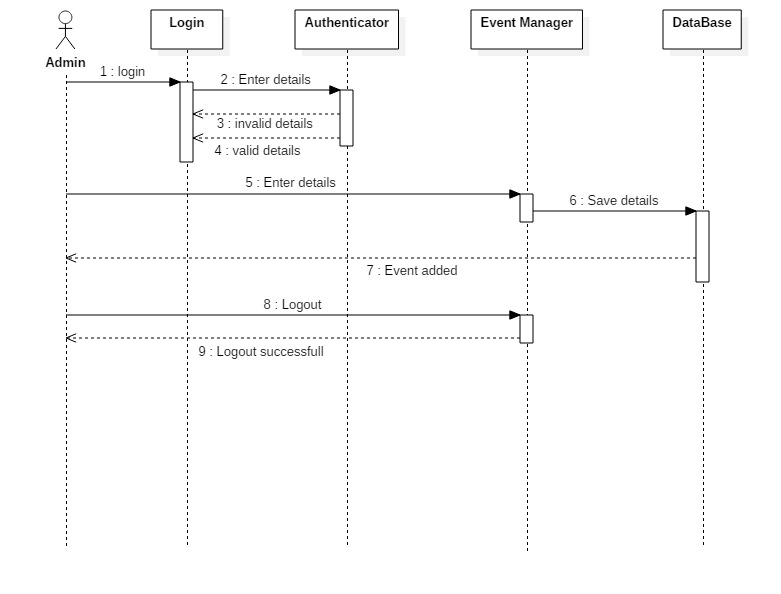 Login
Authenticator
Event Manager
DataBase
Admin
1 : login
2 : Enter details
3 : invalid details
4 : valid details
5 : Enter details
6 : Save details
7 : Event added
8 : Logout
9 : Logout successfull